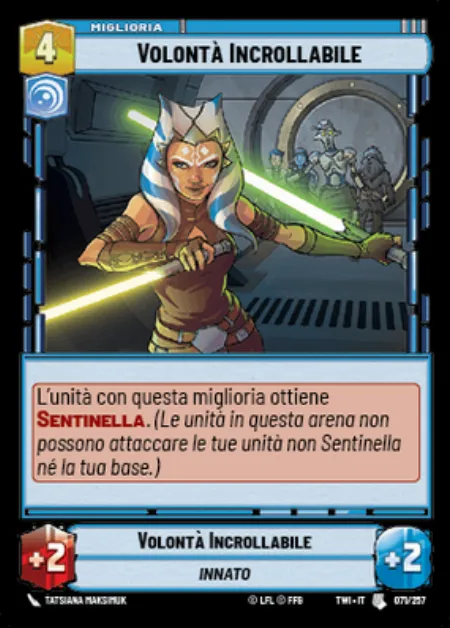 MIGLIORIA
4
VOLONTÀ INCROLLABILE
L'unità con questa miglioria ottiene
SENTINELLA. (Le unità in questa arena non
possono attaccare le tue unità non Sentinella
né la tua base.)
+2
VOLONTÀ INCROLLABILE
INNATO
+2
TATSIANA MAKSIMUK
© LFL © FFG
TWI • IT
071/257